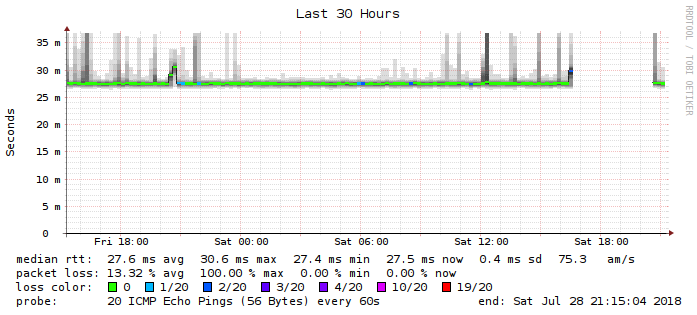 Last 30 Hours
RRDTOOL / TOBI OETIKER
Seconds
35 m
30 m
25 m
20 m
15 m
10 m
5 m
0
Fri 18:00 Sat 00:00 Sat 06:00 Sat 12:00 Sat 18:00
median rtt: 27.6 ms avg 30.6 ms max 27.4 ms min 27.5 ms now 0.4 ms sd 75.3 am/s
packet loss: 13.32 % avg 100.00 % max 0.00 % min 0.00 % now
loss color: 0 1/20 2/20 3/20 4/20 10/20 19/20
probe: 20 ICMP Echo Pings (56 Bytes) every 60s end: Sat Jul 28 21:15:04 2018